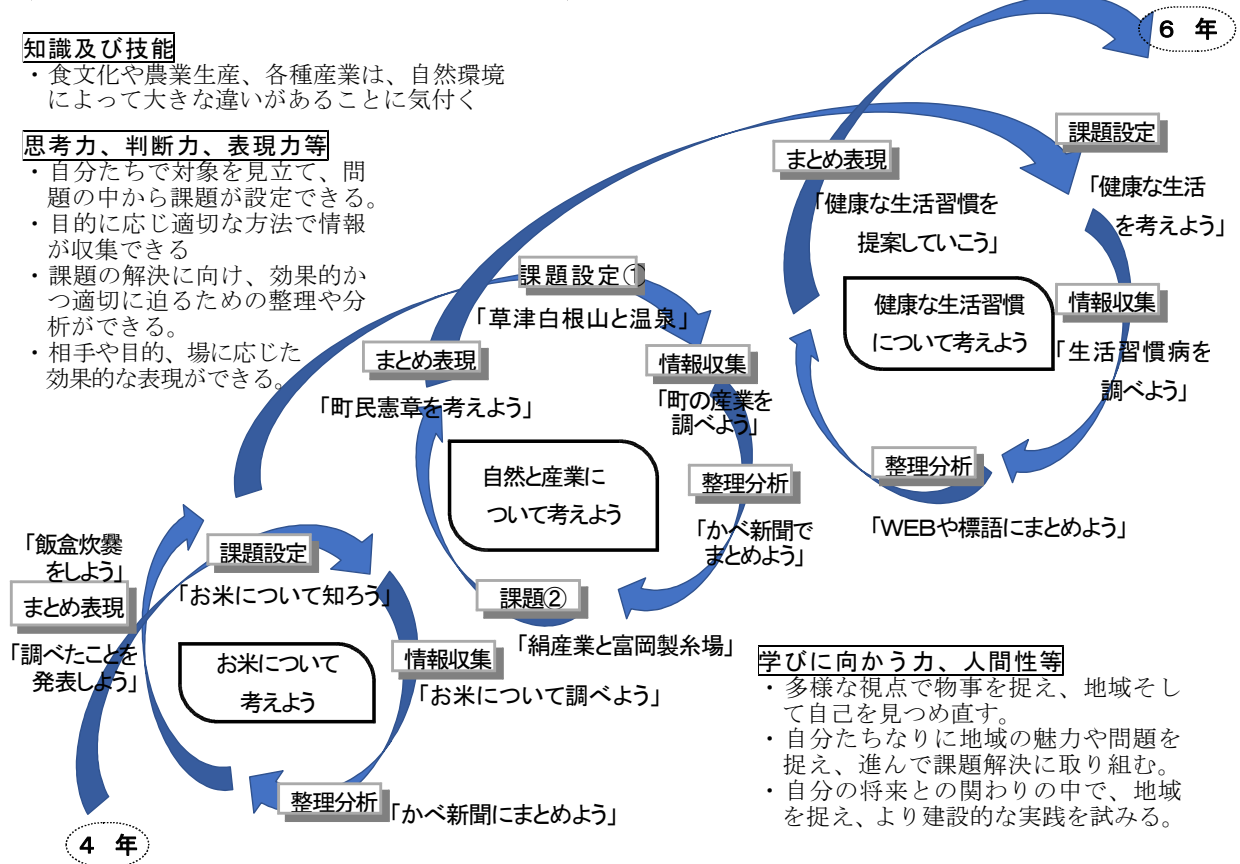 6 年
知識及び技能
・食文化や農業生産、各種産業は、自然環境
によって大きな違いがあることに気付く
思考力、判断力、表現力等
・自分たちで対象を見立て、問
題の中から課題が設定できる。
・目的に応じ適切な方法で情報
が収集できる
・課題の解決に向け、効果的か
つ適切に迫るための整理や分
析ができる。
・相手や目的、場に応じた
効果的な表現ができる。
課題設定
「健康な生活
を考えよう」
情報収集
「生活習慣病を
調べよう」
整理分析
「WEBや標語にまとめよう」
まとめ表現
「健康な生活習慣を
提案していこう」
健康な生活習慣
について考えよう
課題設定①
「草津白根山と温泉」
情報収集
「町の産業を
調べよう」
整理分析
「かべ新聞で
まとめよう」
課題②
「絹産業と富岡製糸場」
まとめ表現
「町民憲章を考えよう」
自然と産業に
ついて考えよう
課題設定
「お米について知ろう」
情報収集
「お米について調べよう」
整理分析
「かべ新聞にまとめよう」
「飯盒炊爨
をしよう」
まとめ表現
「調べたことを
発表しよう」
お米について
考えよう
4 年
学びに向かう力、人間性等
・多様な視点で物事を捉え、地域そし
て自己を見つめ直す。
・自分たちなりに地域の魅力や問題を
捉え、進んで課題解決に取り組む。
・自分の将来との関わりの中で、地域
を捉え、より建設的な実践を試みる。